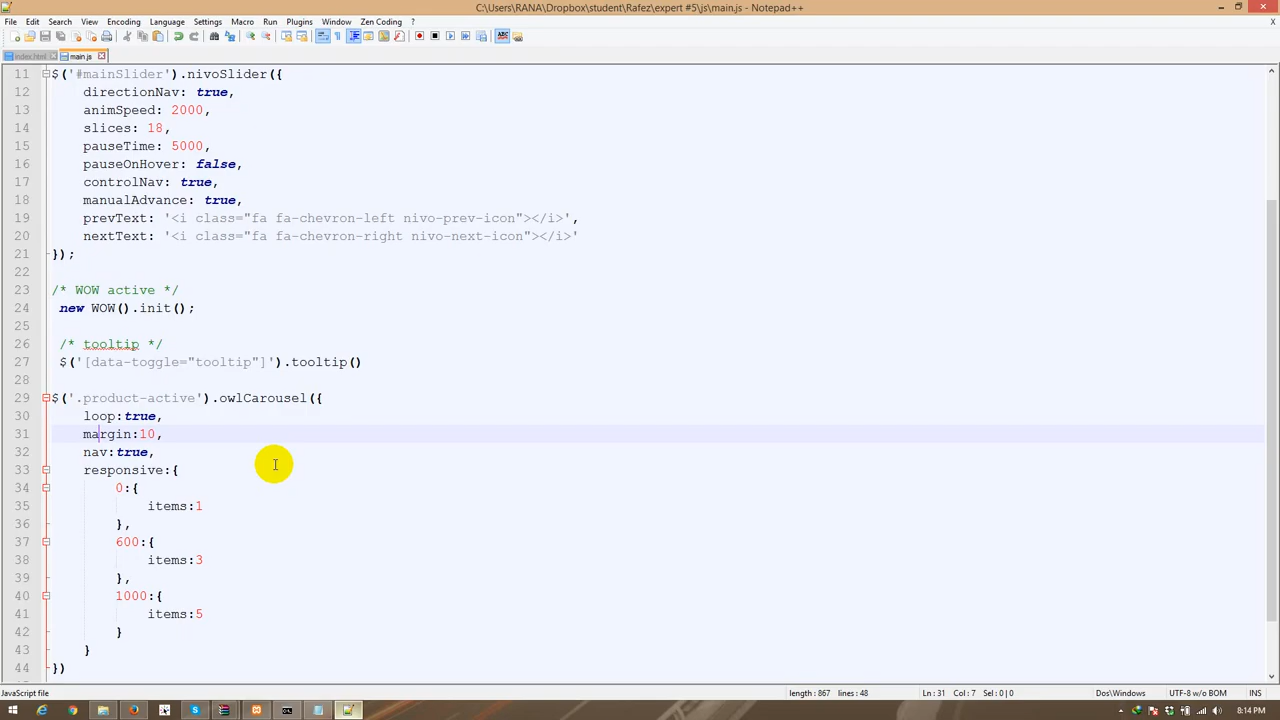 C:\Users\RANA\Dropbox\student\Rafez\expert #5\js\main.js - Notepad++
File Edit Search View Encoding Language Settings Macro Run Plugins Window Zen Coding ? X
index.html main.js
11 $('#mainSlider').nivoSlider({
12 directionNav: true,
13 animSpeed: 2000,
14 slices: 18,
15 pauseTime: 5000,
16 pauseOnHover: false,
17 controlNav: true,
18 manualAdvance: true,
19 prevText: '<i class="fa fa-chevron-left nivo-prev-icon"></i>',
20 nextText: '<i class="fa fa-chevron-right nivo-next-icon"></i>'
21 });
22
23 /* WOW active */
24 new WOW().init();
25
26 /* tooltip */
27 $('[data-toggle="tooltip"]').tooltip()
28
29 $('.product-active').owlCarousel({
30 loop:true,
31 margin:10,
32 nav:true,
33 responsive:{
34 0:{
35 items:1
36 },
37 600:{
38 items:3
39 },
40 1000:{
41 items:5
42 }
43 }
44 })
JavaScript file length : 867 lines : 48 Ln : 31 Col : 7 Sel : 0 | 0 Dos\Windows UTF-8 w/o BOM INS
8:14 PM